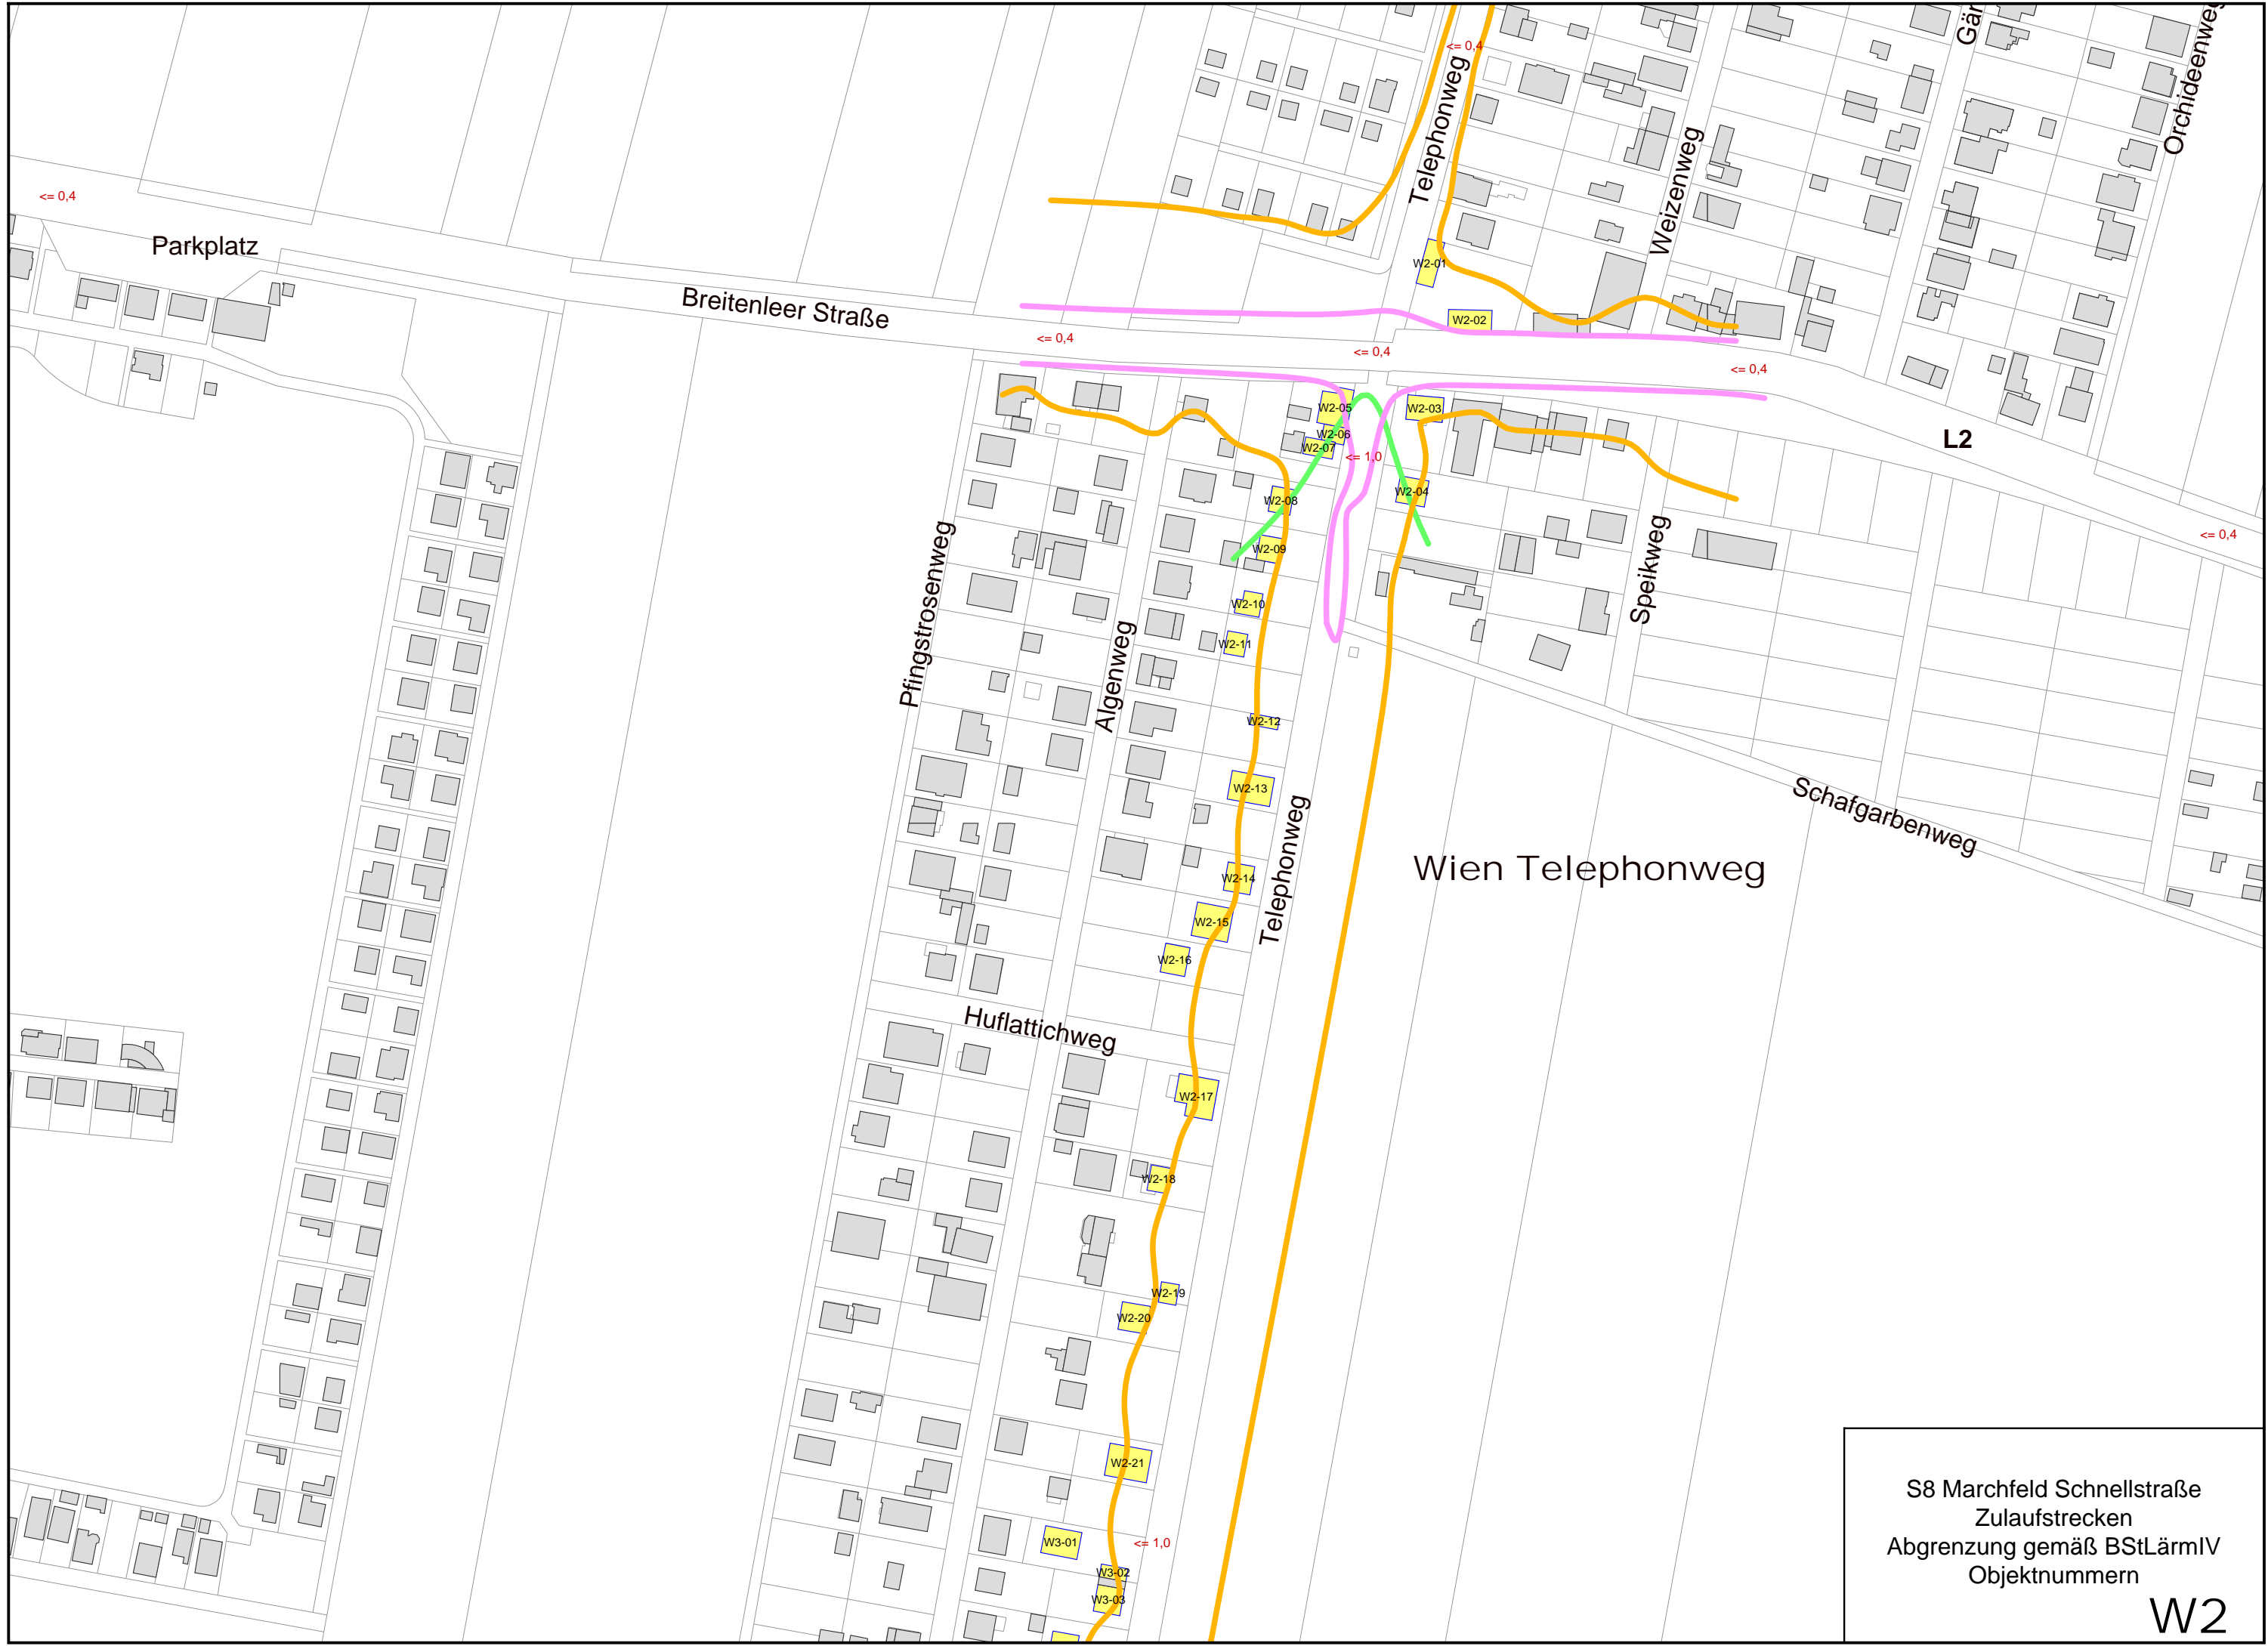 <= 0,4
Telephonweg
Gär
Orchideenweg
Weizenweg
<= 0,4
Parkplatz
W2-01
Breitenleer Straße
W2-02
<= 0,4
<= 0,4
<= 0,4
W2-05
W2-03
W2-06
L2
W2-07
<= 1,0
W2-04
W2-08
<= 0,4
W2-09
Pfingstrosenweg
Speikweg
W2-10
W2-11
Algenweg
W2-12
W2-13
Schafgarbenweg
Telephonweg
Wien Telephonweg
W2-14
W2-15
W2-16
Huflattichweg
W2-17
W2-18
W2-19
W2-20
W2-21
W3-01
<= 1,0
W3-02
W3-03
S8 Marchfeld Schnellstraße
Zulaufstrecken
Abgrenzung gemäß BStLärmIV
Objektnummern
W2